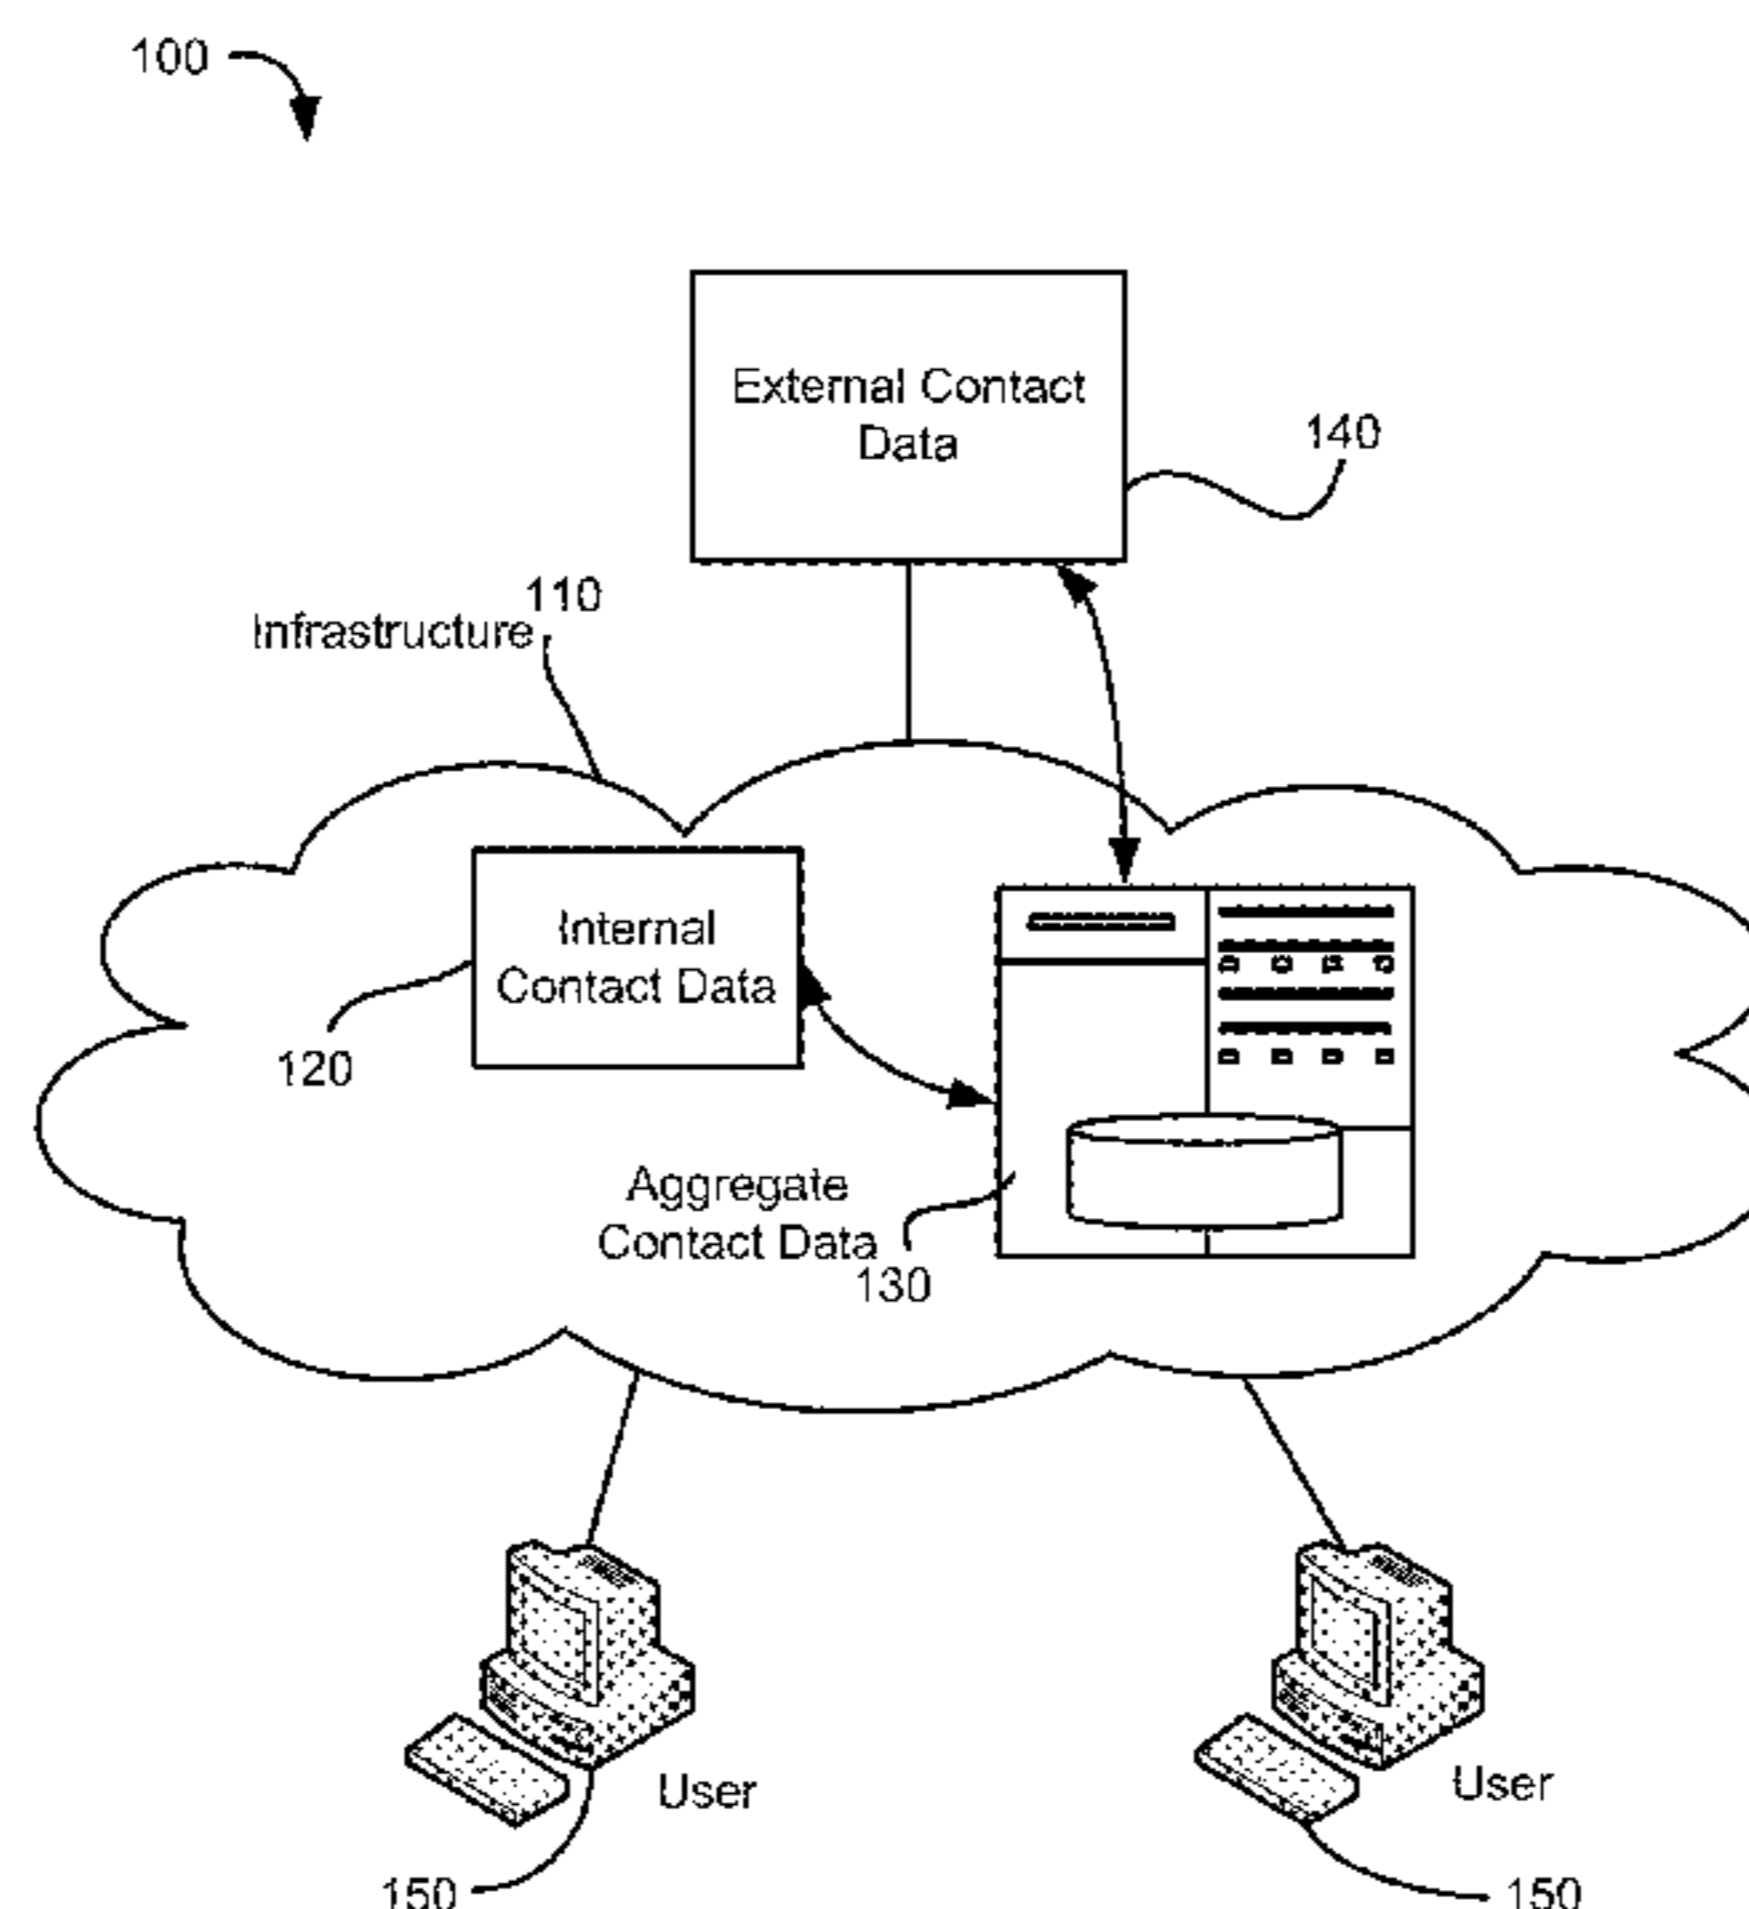 100
External Contact
Data
140
110
Infrastructure
Internal
Contact Data
120
Aggregate
Contact Data
130
User
User
150
150